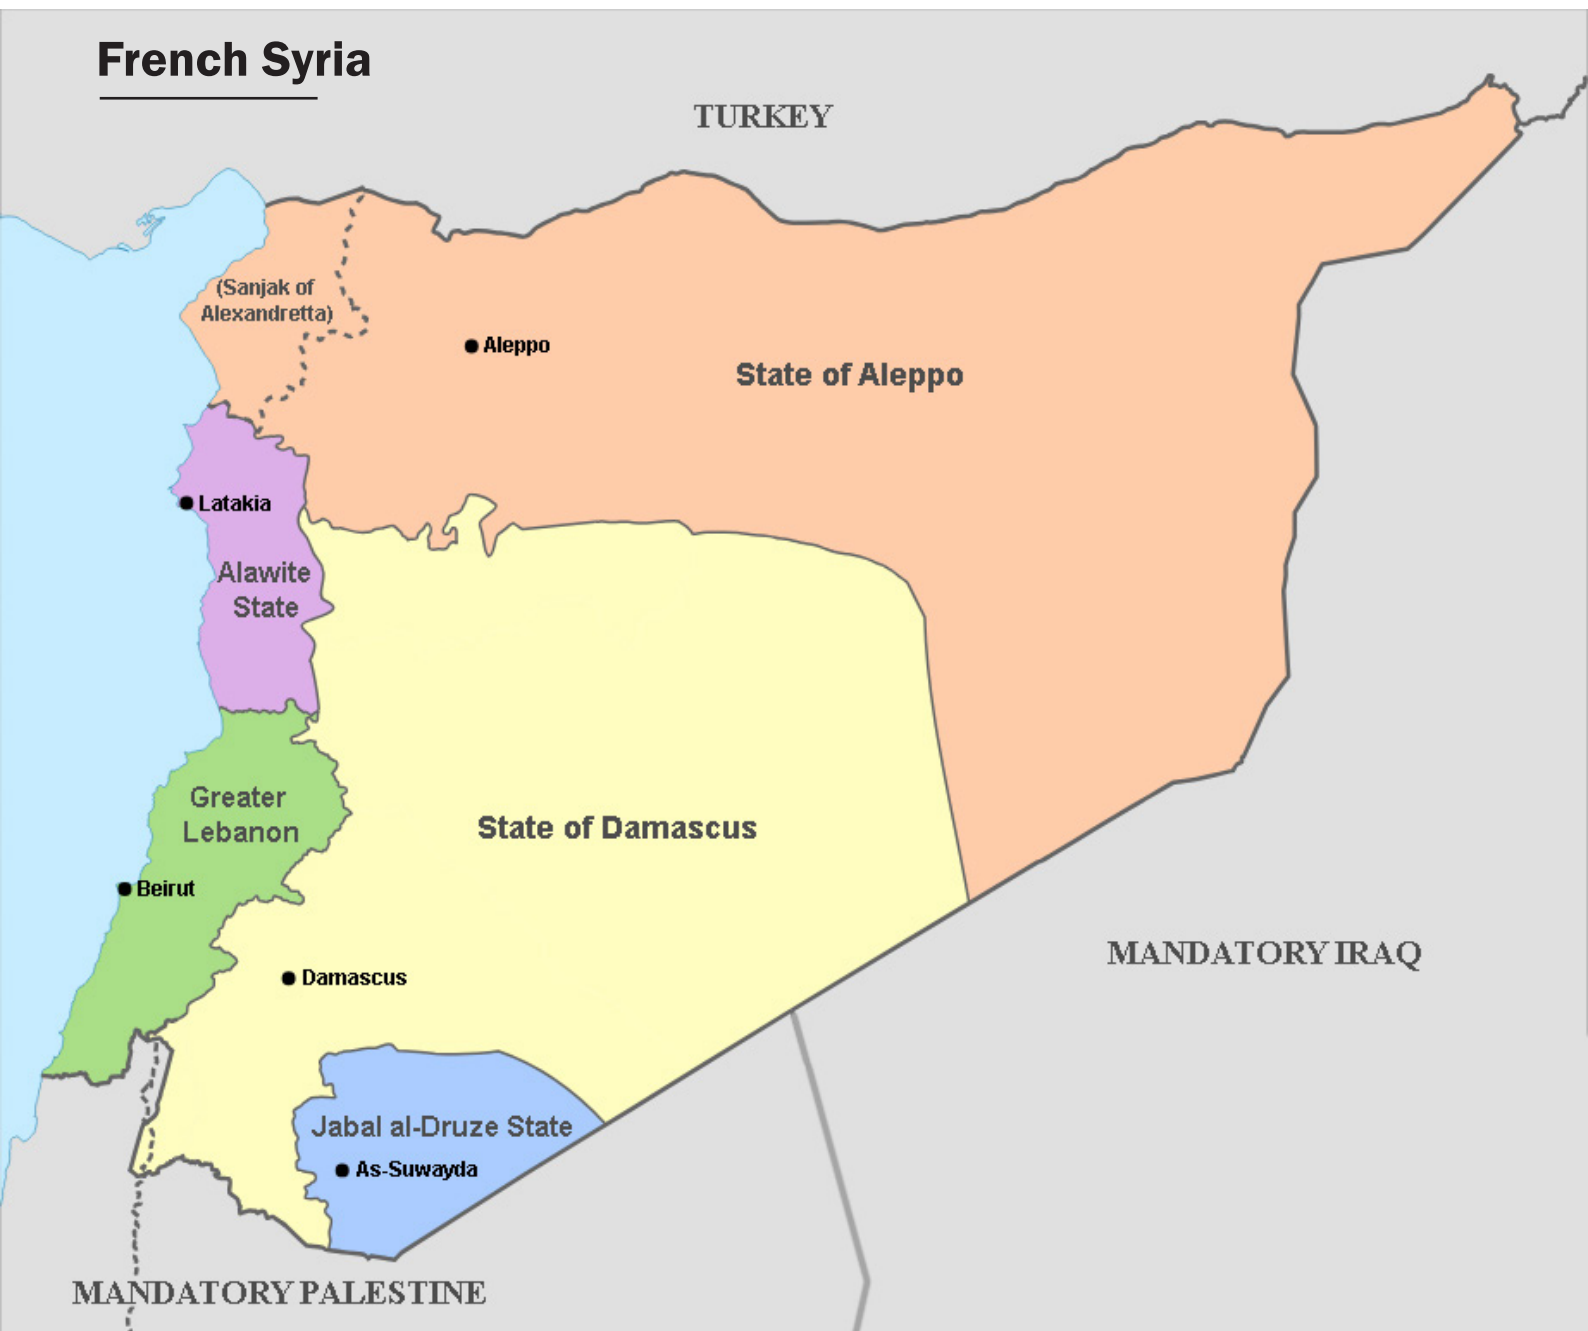 French Syria
TURKEY
(Sanjak of
Alexandretta)
Aleppo
State of Aleppo
Latakia
Alawite
State
Greater
Lebanon
State of Damascus
Beirut
MANDATORY IRAQ
Damascus
Jabal al-Druze State
As-Suwayda
MANDATORY PALESTINE